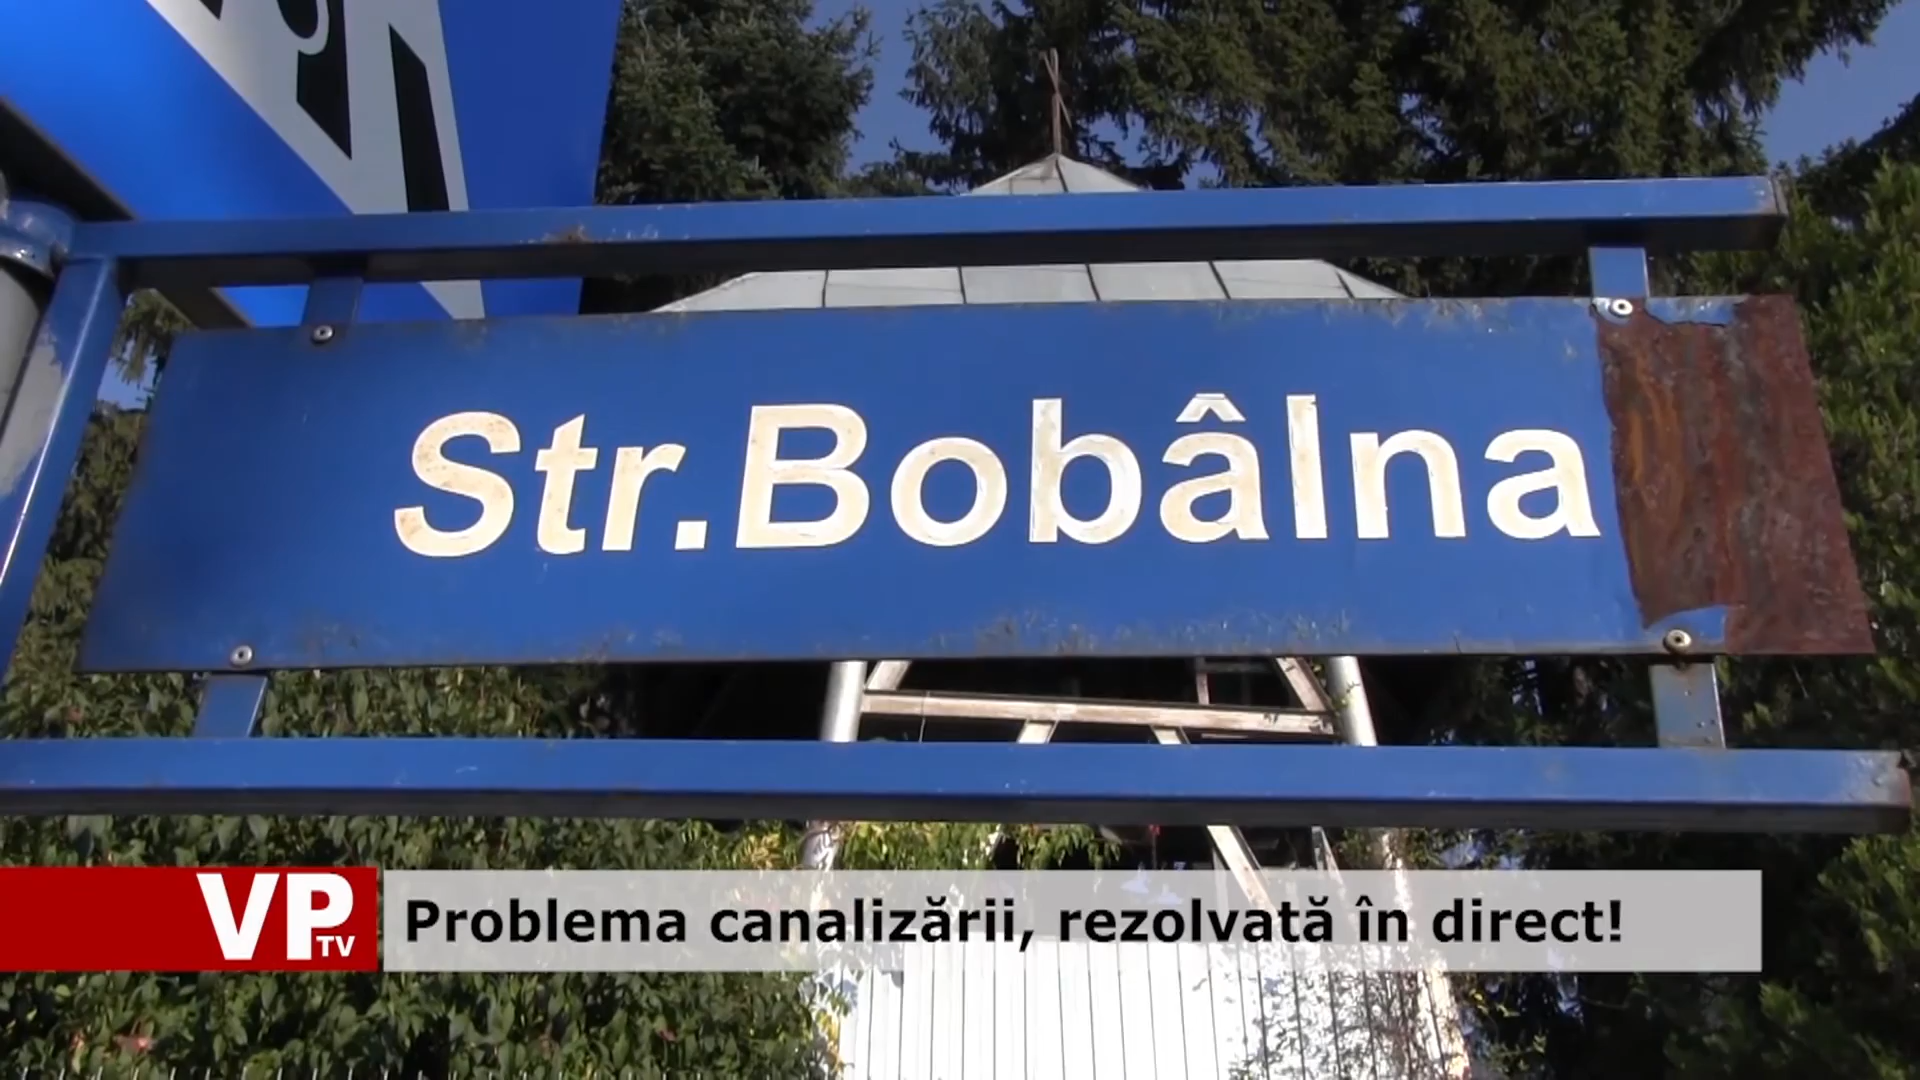 Str.Bobâlna
VP TV
Problema canalizării, rezolvată în direct!